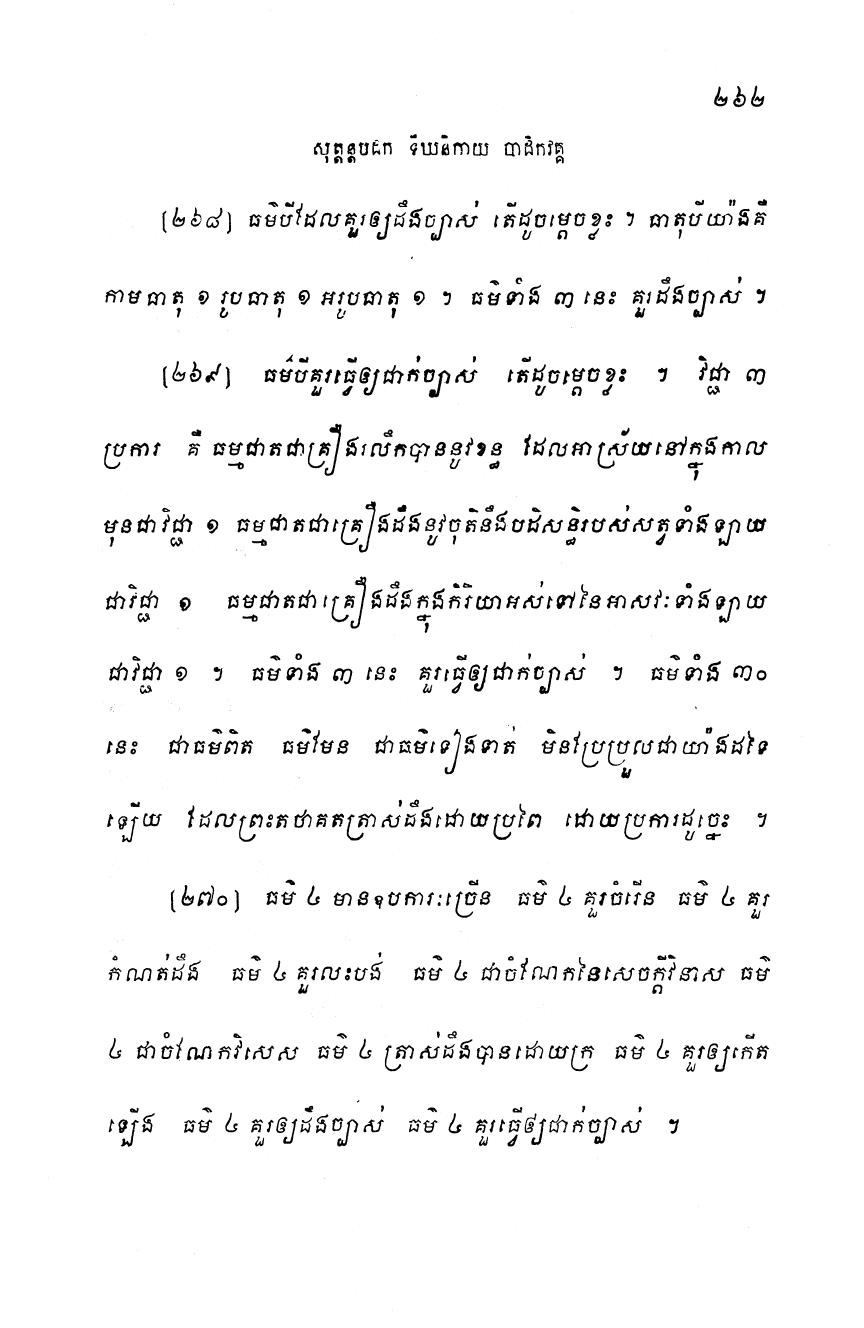 ២៦២
សុត្តន្តបិដក ទីឃនិកាយ បាដិកវគ្គ
(២៦៨) ធម៌បីដែលគួរឲ្យដឹងច្បាស់ តើដូចម្តេចខ្លះ ។ ធាតុបីយ៉ាងគឺ
កាមធាតុ ១ រូបធាតុ ១ អរូបធាតុ ១ ។ ធម៌ទាំង ៣ នេះ គួរដឹងច្បាស់ ។
(២៦៩) ធម៌បីគួរធ្វើឲ្យជាក់ច្បាស់ តើដូចម្តេចខ្លះ ។ វិជ្ជា ៣
ប្រការ គឺ ធម្មជាតជាគ្រឿងរលឹកបាននូវខន្ធ ដែលអាស្រ័យនៅក្នុងកាល
មុនជាវិជ្ជា ១ ធម្មជាតជាគ្រឿងដឹងនូវចុតិនឹងបដិសន្ធិរបស់សត្វទាំងឡាយ
ជាវិជ្ជា ១ ធម្មជាតជាគ្រឿងដឹងក្នុងកិរិយាអស់ទៅនៃអាសវៈទាំងឡាយ
ជាវិជ្ជា ១ ។ ធម៌ទាំង ៣ នេះ គួរធ្វើឲ្យជាក់ច្បាស់ ។ ធម៌ទាំង ៣០
នេះ ជាធម៌ពិត ធម៌មែន ជាធម៌ទៀងទាត់ មិនប្រែប្រួលជាយ៉ាងដទៃ
ឡើយ ដែលព្រះតថាគតត្រាស់ដឹងដោយប្រពៃ ដោយប្រការដូច្នេះ ។
(២៧០) ធម៌ ៤ មានឧបការៈច្រើន ធម៌ ៤ គួរចំរើន ធម៌ ៤ គួរ
កំណត់ដឹង ធម៌ ៤ គួរលះបង់ ធម៌ ៤ ជាចំណែកនៃសេចក្តីវិនាស ធម៌
៤ ជាចំណែកវិសេស ធម៌ ៤ ត្រាស់ដឹងបានដោយក្រ ធម៌ ៤ គួរឲ្យកើត
ឡើង ធម៌ ៤ គួរឲ្យដឹងច្បាស់ ធម៌ ៤ គួរធ្វើឲ្យជាក់ច្បាស់ ។